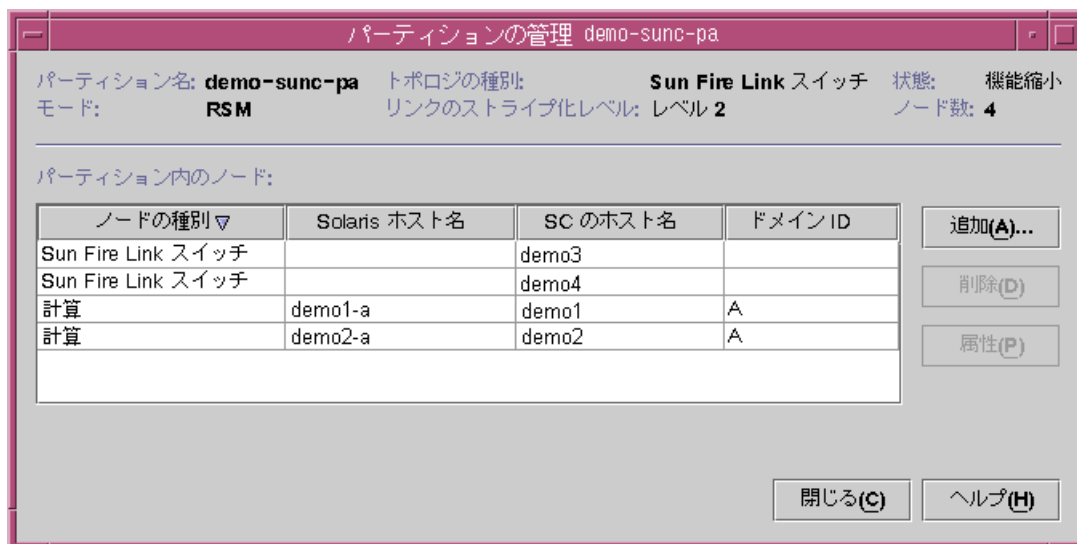 パーティションの管理 demo-sunc-pa
パーティション名: demo-sunc-pa トポロジの種別: Sun Fire Link スイッチ 状態: 機能縮小
モード: RSM リンクのストライプ化レベル: レベル 2 ノード数: 4
パーティション内のノード:
ノードの種別 Solaris ホスト名 SC のホスト名 ドメイン ID
Sun Fire Link スイッチ demo3
Sun Fire Link スイッチ demo4
計算 demo1-a demo1 A
計算 demo2-a demo2 A
追加(A)...
削除(D)
属性(P)
閉じる(C) ヘルプ(H)